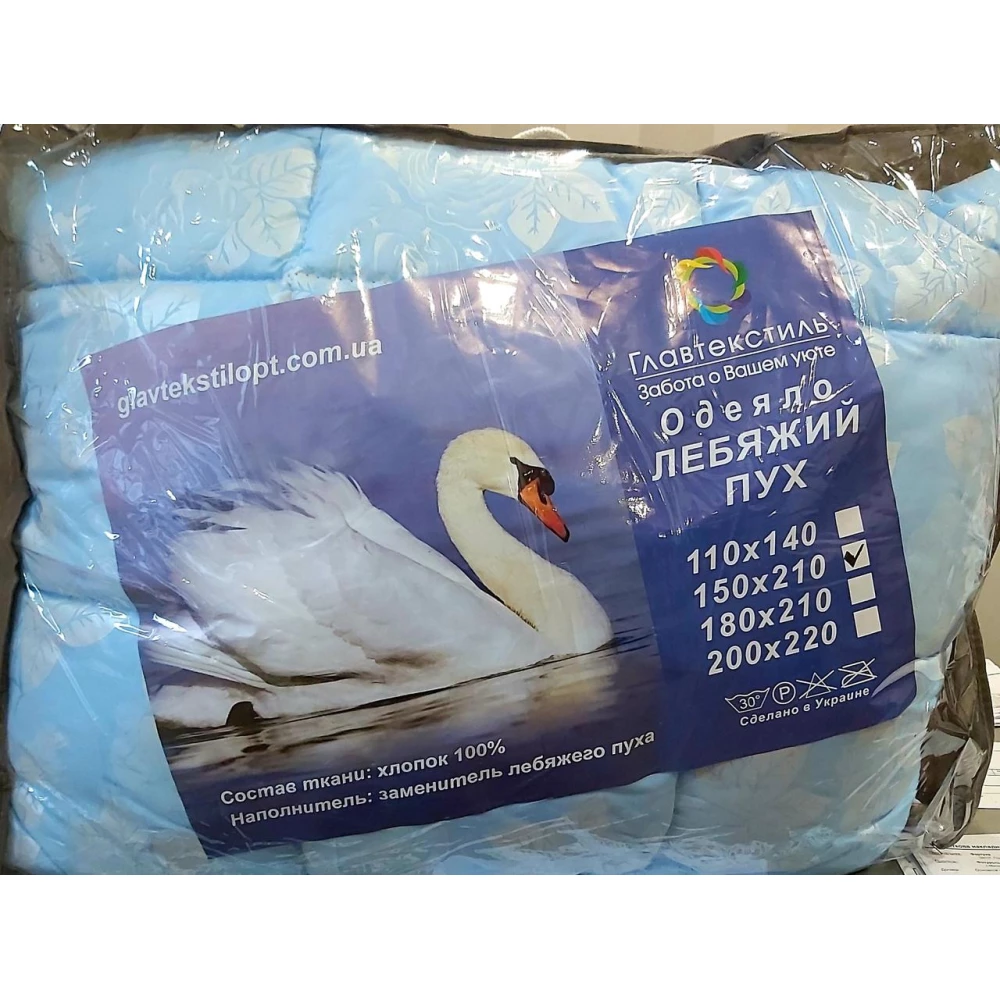 glavtekstilopt.com.ua
Главтекстиль
Забота о Вашем уюте
Одеяло
ЛЕБЯЖИЙ
ПУХ
110х140
150х210
180х210
200х220
30° P
Сделано в Украине
Состав ткани: хлопок 100%
Наполнитель: заменитель лебяжего пуха